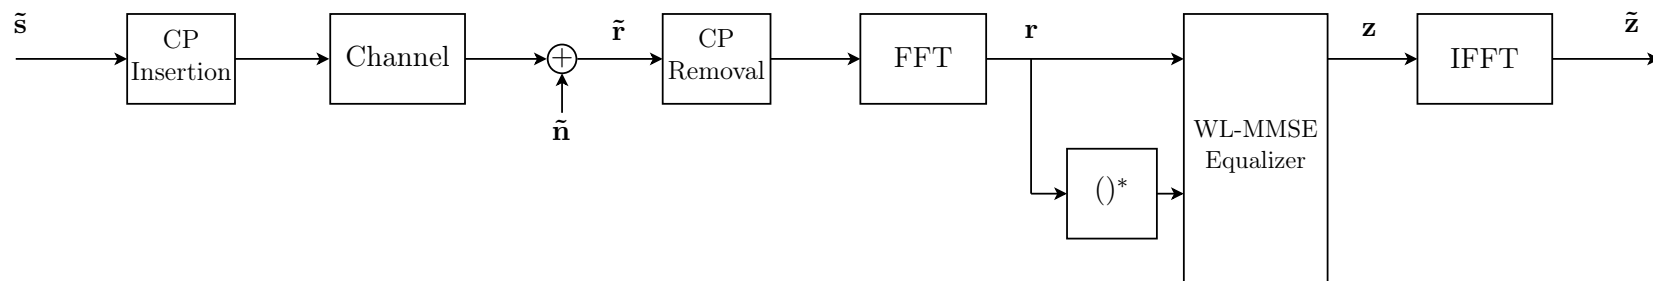 s̃
CP
Insertion
Channel
+
ñ
r̃
CP
Removal
FFT
r
()*
WL-MMSE
Equalizer
z
IFFT
z̃